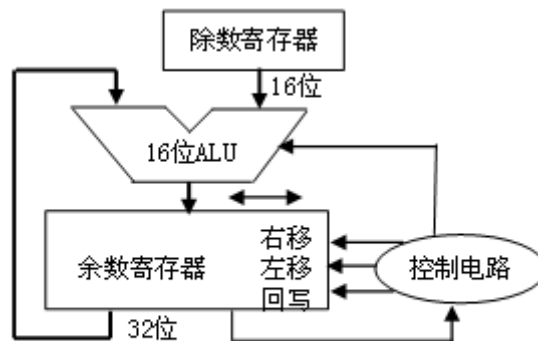 除数寄存器
16位
16位ALU
右移
余数寄存器
左移
控制电路
回写
32位